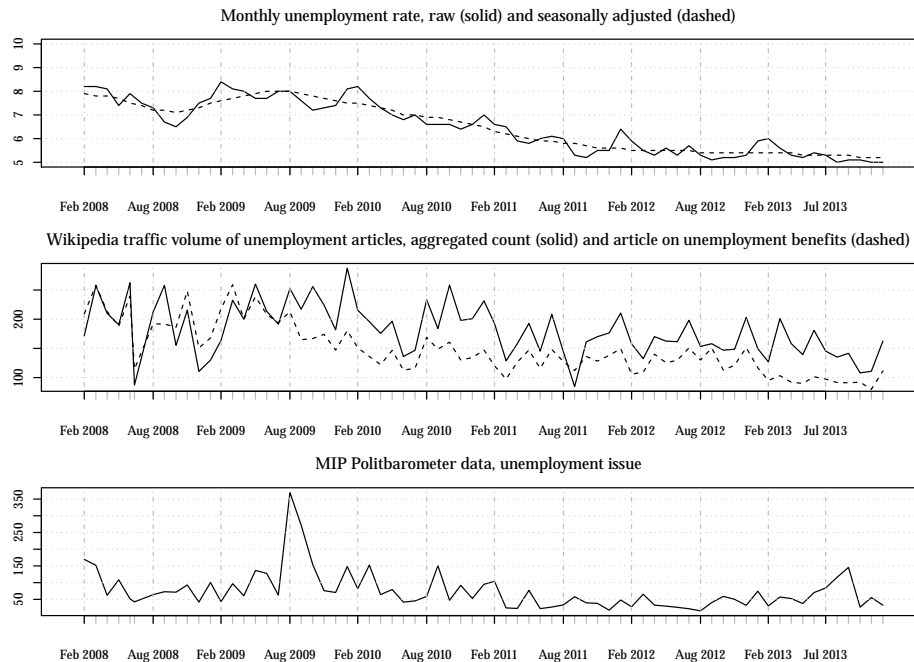 Monthly unemployment rate, raw (solid) and seasonally adjusted (dashed)
10
9
8
7
6
5
Feb 2008 Aug 2008 Feb 2009 Aug 2009 Feb 2010 Aug 2010 Feb 2011 Aug 2011 Feb 2012 Aug 2012 Feb 2013 Jul 2013
Wikipedia traffic volume of unemployment articles, aggregated count (solid) and article on unemployment benefits (dashed)
200
100
Feb 2008 Aug 2008 Feb 2009 Aug 2009 Feb 2010 Aug 2010 Feb 2011 Aug 2011 Feb 2012 Aug 2012 Feb 2013 Jul 2013
MIP Politbarometer data, unemployment issue
350
250
150
50
Feb 2008 Aug 2008 Feb 2009 Aug 2009 Feb 2010 Aug 2010 Feb 2011 Aug 2011 Feb 2012 Aug 2012 Feb 2013 Jul 2013